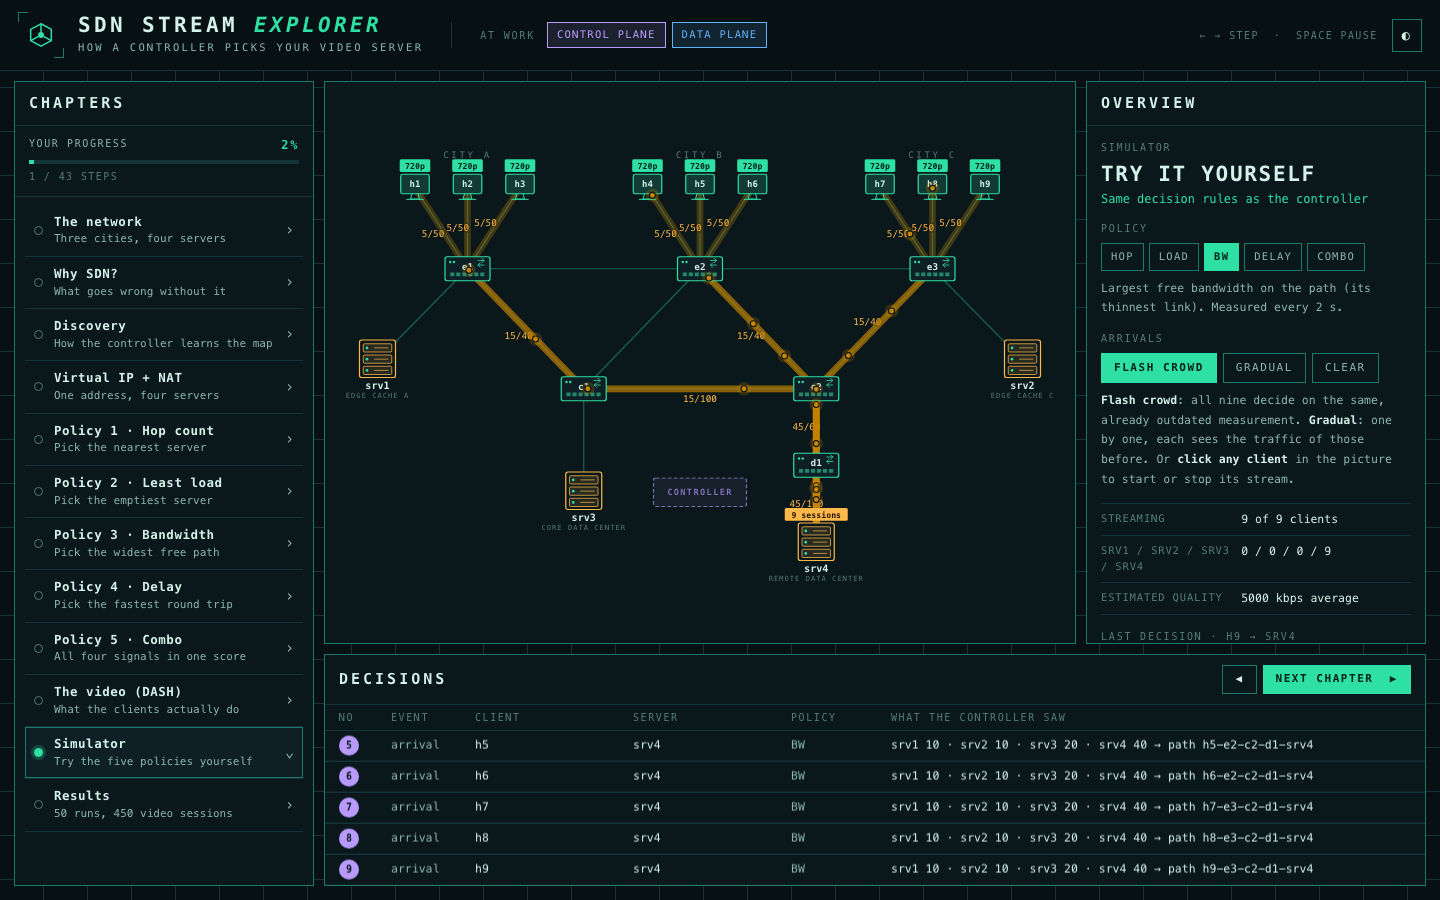 SDN STREAM EXPLORER
HOW A CONTROLLER PICKS YOUR VIDEO SERVER
AT WORK
CONTROL PLANE
DATA PLANE
← → STEP · SPACE PAUSE
CHAPTERS
YOUR PROGRESS 2%
1 / 43 STEPS
The network
Three cities, four servers
Why SDN?
What goes wrong without it
Discovery
How the controller learns the map
Virtual IP + NAT
One address, four servers
Policy 1 · Hop count
Pick the nearest server
Policy 2 · Least load
Pick the emptiest server
Policy 3 · Bandwidth
Pick the widest free path
Policy 4 · Delay
Pick the fastest round trip
Policy 5 · Combo
All four signals in one score
The video (DASH)
What the clients actually do
Simulator
Try the five policies yourself
Results
50 runs, 450 video sessions
CITY A CITY B CITY C
720p 720p 720p 720p 720p 720p 720p 720p 720p
h1 h2 h3 h4 h5 h6 h7 h8 h9
5/50 5/50 5/50 5/50 5/50 5/50 5/50 5/50 5/50
e1 e2 e3
15/40 15/40 15/40
srv1
EDGE CACHE A
srv2
EDGE CACHE C
15/100
d1
CONTROLLER
9 sessions
srv3
CORE DATA CENTER
srv4
REMOTE DATA CENTER
OVERVIEW
SIMULATOR
TRY IT YOURSELF
Same decision rules as the controller
POLICY
HOP LOAD BW DELAY COMBO
Largest free bandwidth on the path (its
thinnest link). Measured every 2 s.
ARRIVALS
FLASH CROWD GRADUAL CLEAR
Flash crowd: all nine decide on the same,
already outdated measurement. Gradual: one
by one, each sees the traffic of those
before. Or click any client in the picture
to start or stop its stream.
STREAMING 9 of 9 clients
SRV1 / SRV2 / SRV3 0 / 0 / 0 / 9
/ SRV4
ESTIMATED QUALITY 5000 kbps average
LAST DECISION · H9 → SRV4
DECISIONS
NEXT CHAPTER
NO EVENT CLIENT SERVER POLICY WHAT THE CONTROLLER SAW
5 arrival h5 srv4 BW srv1 10 · srv2 10 · srv3 20 · srv4 40 → path h5-e2-c2-d1-srv4
6 arrival h6 srv4 BW srv1 10 · srv2 10 · srv3 20 · srv4 40 → path h6-e2-c2-d1-srv4
7 arrival h7 srv4 BW srv1 10 · srv2 10 · srv3 20 · srv4 40 → path h7-e3-c2-d1-srv4
8 arrival h8 srv4 BW srv1 10 · srv2 10 · srv3 20 · srv4 40 → path h8-e3-c2-d1-srv4
9 arrival h9 srv4 BW srv1 10 · srv2 10 · srv3 20 · srv4 40 → path h9-e3-c2-d1-srv4